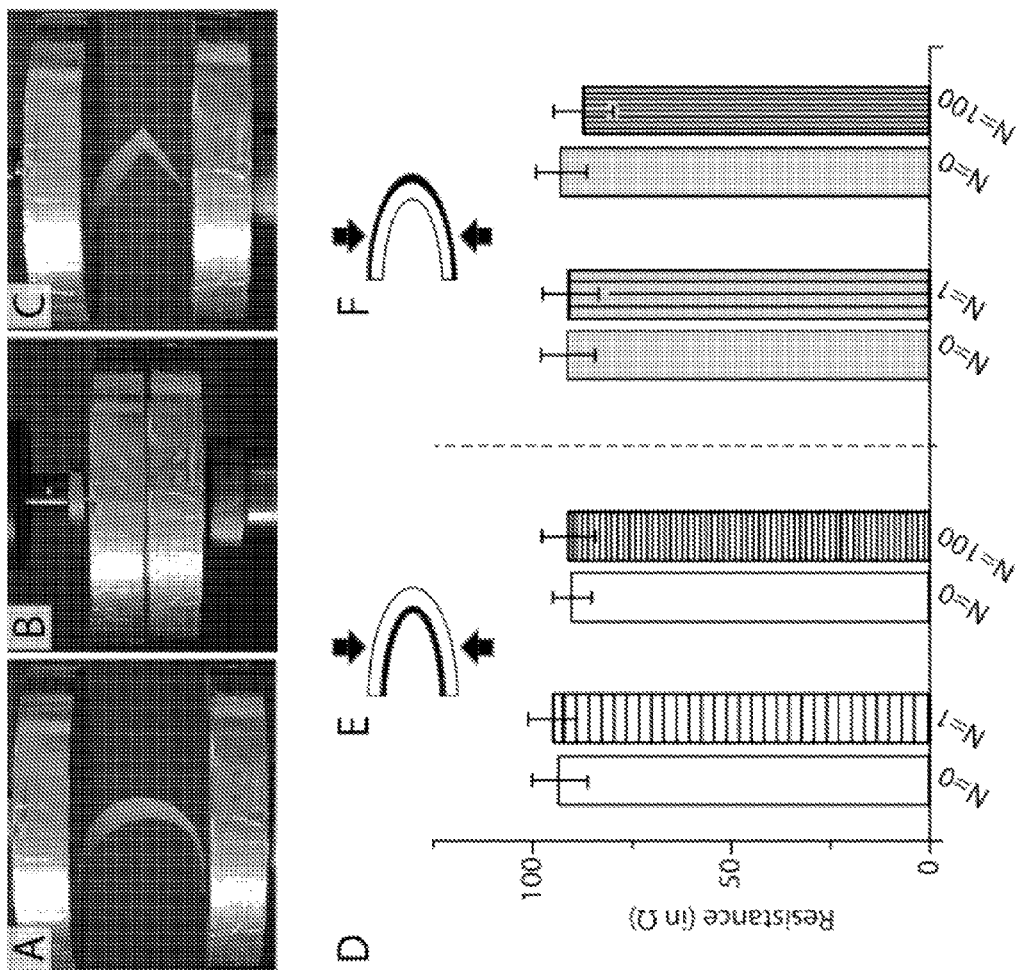 A
B
C
D
E
F
Resistance (in Ω)
100
50
0
N=0
N=1
N=0
N=100
N=0
N=1
N=0
N=100